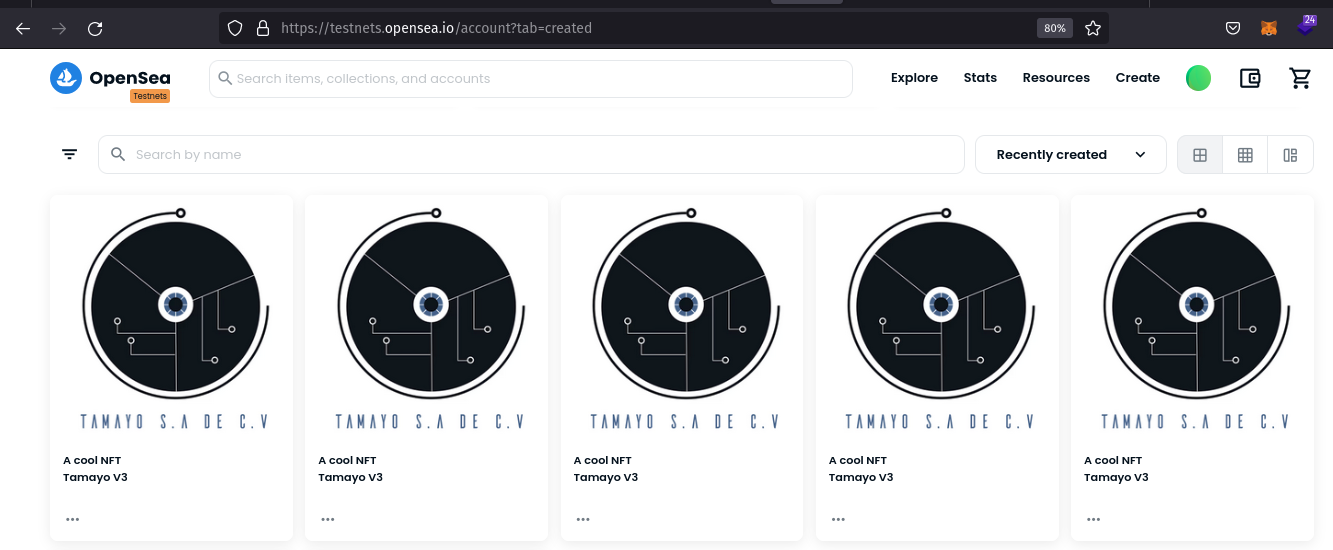 https://testnets.opensea.io/account?tab=created
80%
24
OpenSea
Testnets
Search items, collections, and accounts
Explore
Stats
Resources
Create
Search by name
Recently created
TAMAYO S.A DE C.V
TAMAYO S.A DE C.V
TAMAYO S.A DE C.V
TAMAYO S.A DE C.V
TAMAYO S.A DE C.V
A cool NFT
Tamayo V3
...
A cool NFT
Tamayo V3
...
A cool NFT
Tamayo V3
...
A cool NFT
Tamayo V3
...
A cool NFT
Tamayo V3
...